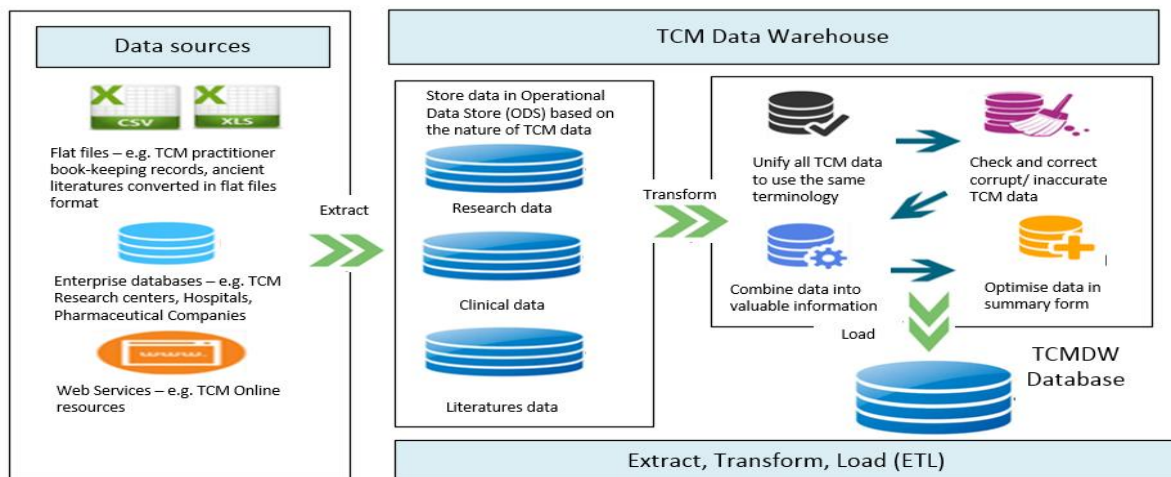 Data sources
CSV
XLS
Flat files – e.g. TCM practitioner
book-keeping records, ancient
literatures converted in flat files
format
Enterprise databases – e.g. TCM
Research centers, Hospitals,
Pharmaceutical Companies
www.
Web Services – e.g. TCM Online
resources
Extract
TCM Data Warehouse
Store data in Operational
Data Store (ODS) based on
the nature of TCM data
Research data
Clinical data
Literatures data
Transform
Unify all TCM data
to use the same
terminology
Check and correct
corrupt/ inaccurate
TCM data
Combine data into
valuable information
Optimise data in
summary form
Load
TCMDW
Database
Extract, Transform, Load (ETL)